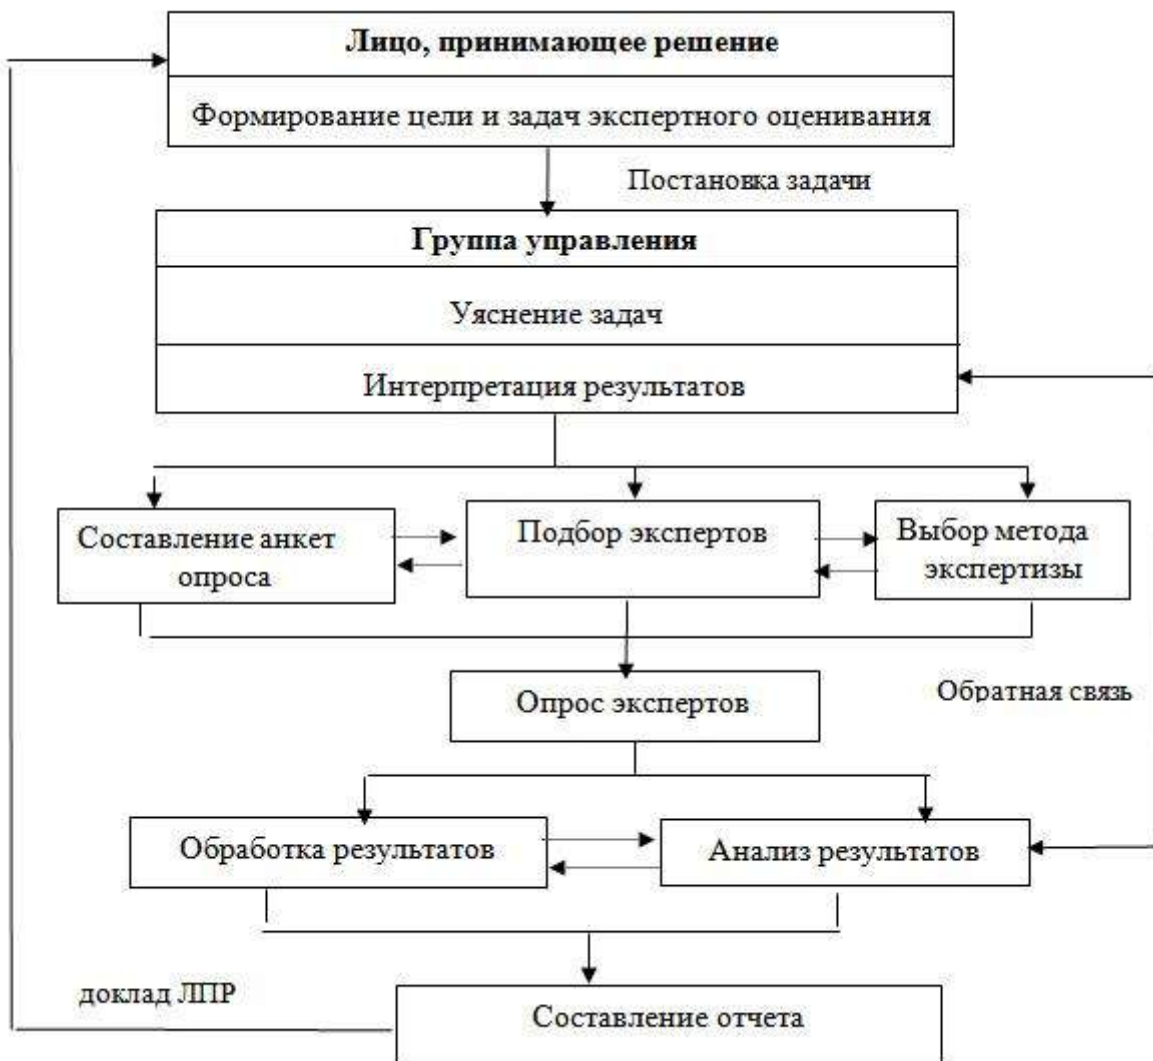 Лицо, принимающее решение
Формирование цели и задач экспертного оценивания
Постановка задачи
Группа управления
Уяснение задач
Интерпретация результатов
Составление анкет
опроса
Подбор экспертов
Выбор метода
экспертизы
Опрос экспертов
Обратная связь
Обработка результатов
Анализ результатов
доклад ЛПР
Составление отчета